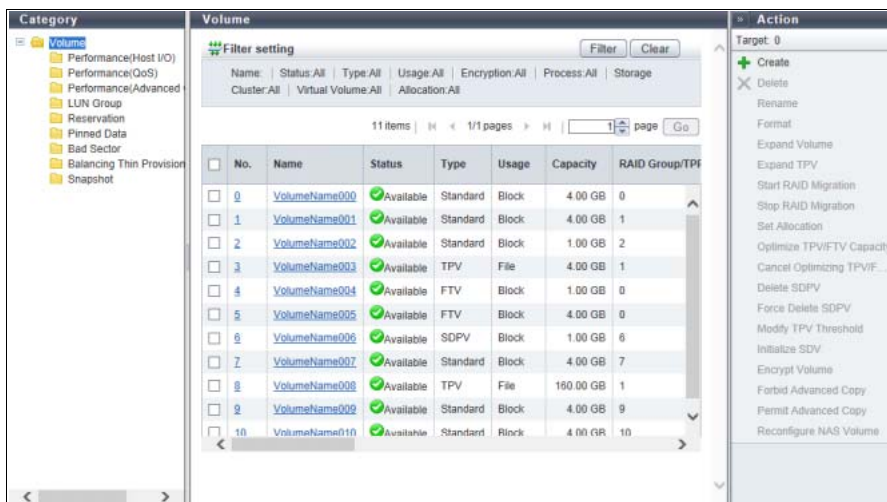 Category
Volume
Performance(Host I/O)
Performance(QoS)
Performance(Advanced
LUN Group
Reservation
Pinned Data
Bad Sector
Balancing Thin Provision
Snapshot
Volume
Filter setting
Filter
Clear
Name: | Status:All | Type:All | Usage:All | Encryption:All | Process:All | Storage
Cluster:All | Virtual Volume:All | Allocation:All
11 items | 1/1 pages | 1 page Go
No. Name Status Type Usage Capacity RAID Group/TPP
0 VolumeName000 Available Standard Block 4.00 GB 0
1 VolumeName001 Available Standard Block 4.00 GB 1
2 VolumeName002 Available Standard Block 1.00 GB 2
3 VolumeName003 Available TPV File 4.00 GB 1
4 VolumeName004 Available FTV Block 1.00 GB 0
5 VolumeName005 Available FTV Block 4.00 GB 0
6 VolumeName006 Available SDPV Block 1.00 GB 6
7 VolumeName007 Available Standard Block 4.00 GB 7
8 VolumeName008 Available TPV File 160.00 GB 1
9 VolumeName009 Available Standard Block 4.00 GB 9
10 VolumeName010 Available Standard Block 4.00 GB 10
» Action
Target: 0
Create
Delete
Rename
Format
Expand Volume
Expand TPV
Start RAID Migration
Stop RAID Migration
Set Allocation
Optimize TPV/FTV Capacity
Cancel Optimizing TPV/F...
Delete SDPV
Force Delete SDPV
Modify TPV Threshold
Initialize SDV
Encrypt Volume
Forbid Advanced Copy
Permit Advanced Copy
Reconfigure NAS Volume